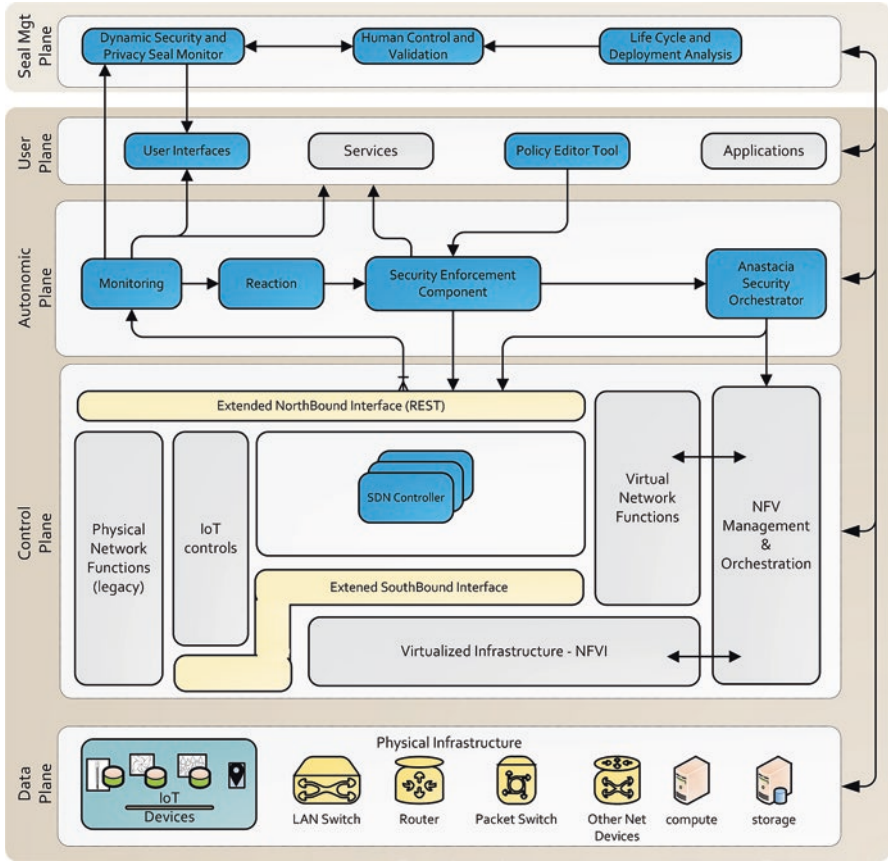 Seal Mgt
Plane
Dynamic Security and
Privacy Seal Monitor
Human Control and
Validation
Life Cycle and
Deployment Analysis
User
Plane
User Interfaces
Services
Policy Editor Tool
Applications
Autonomic
Plane
Monitoring
Reaction
Security Enforcement
Component
Anastacia
Security
Orchestrator
Control
Plane
Extended NorthBound Interface (REST)
Physical
Network
Functions
(legacy)
IoT
controls
SDN Controller
Virtual
Network
Functions
NFV
Management
&
Orchestration
Extened SouthBound Interface
Virtualized Infrastructure - NFVI
Data
Plane
Physical Infrastructure
IoT
Devices
LAN Switch
Router
Packet Switch
Other Net
Devices
compute
storage